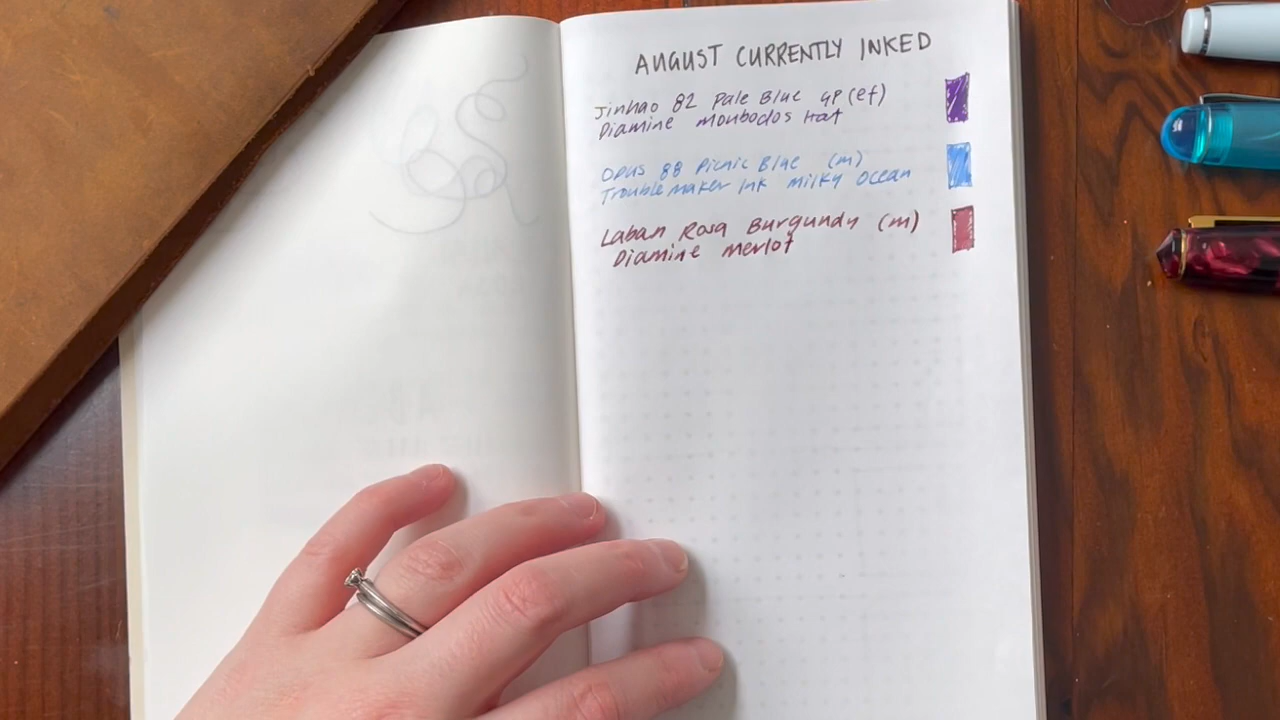 AUGUST CURRENTLY INKED
Jinhao 82 Pale Blue GP (ef)
Diamine Monbodos Hat
Opus 88 Picnic Blue (m)
Troublemaker Ink Milky Ocean
Laban Rosa Burgundy (m)
Diamine Merlot